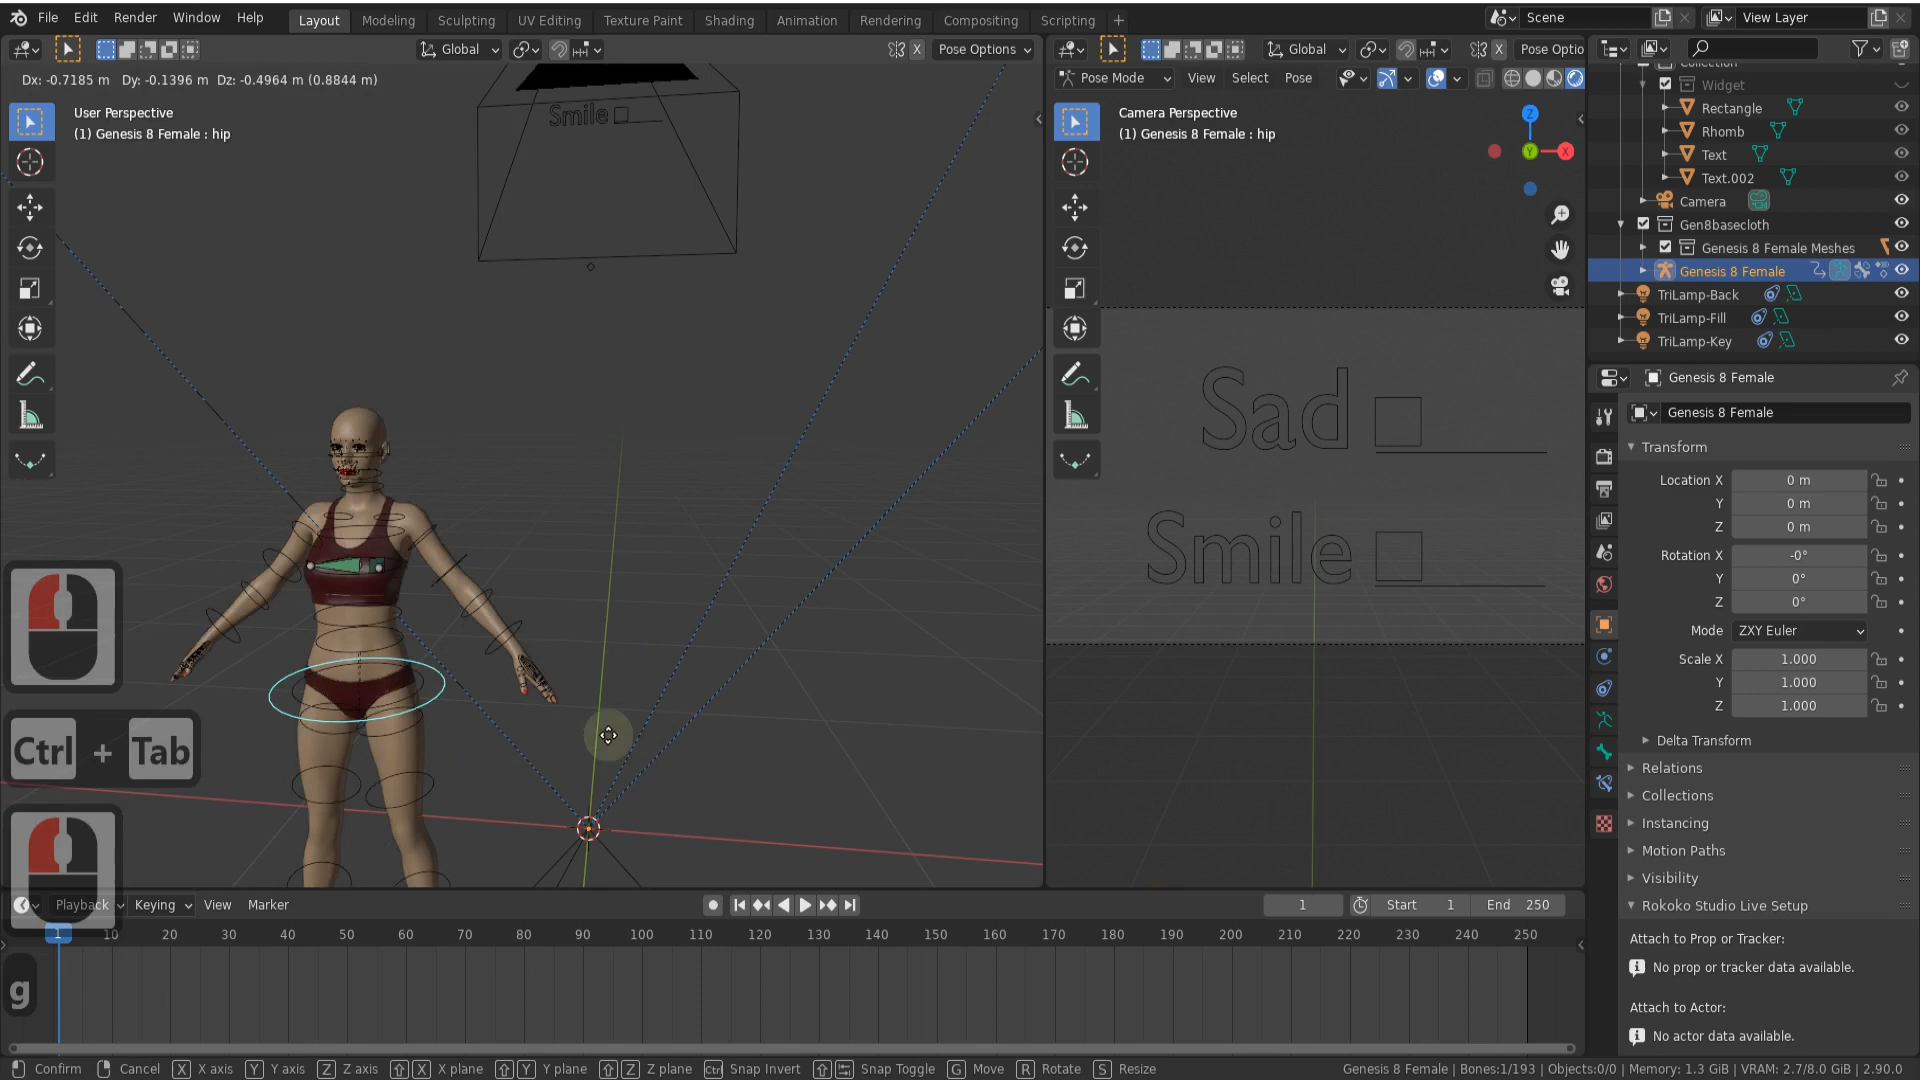 File Edit Render Window Help Layout Modeling Sculpting UV Editing Texture Paint Shading Animation Rendering Compositing Scripting + Scene View Layer
Global X Pose Options Global X Pose Optio
Dx: -0.7185 m Dy: -0.1396 m Dz: -0.4964 m (0.8844 m)
Pose Mode View Select Pose
User Perspective
(1) Genesis 8 Female : hip
Smile
Camera Perspective
(1) Genesis 8 Female : hip
Z
Y
X
Sad
Smile
Collection
Widget
Rectangle
Rhomb
Text
Text.002
Camera
Gen8basecloth
Genesis 8 Female Meshes
Genesis 8 Female
TriLamp-Back
TriLamp-Fill
TriLamp-Key
Genesis 8 Female
Genesis 8 Female
Transform
Location X 0 m
Y 0 m
Z 0 m
Rotation X -0°
Y 0°
Z 0°
Mode ZXY Euler
Scale X 1.000
Y 1.000
Z 1.000
Delta Transform
Relations
Collections
Instancing
Motion Paths
Visibility
Rokoko Studio Live Setup
Attach to Prop or Tracker:
No prop or tracker data available.
Attach to Actor:
No actor data available.
Ctrl + Tab
g
Playback Keying View Marker 1 Start 1 End 250
1 10 20 30 40 50 60 70 80 90 100 110 120 130 140 150 160 170 180 190 200 210 220 230 240 250
Confirm Cancel X X axis Y Y axis Z Z axis X X plane Y Y plane Z Z plane Ctrl Snap Invert Snap Toggle G Move R Rotate S Resize Genesis 8 Female | Bones:1/193 | Objects:0/0 | Memory: 1.3 GiB | VRAM: 2.7/8.0 GiB | 2.90.0